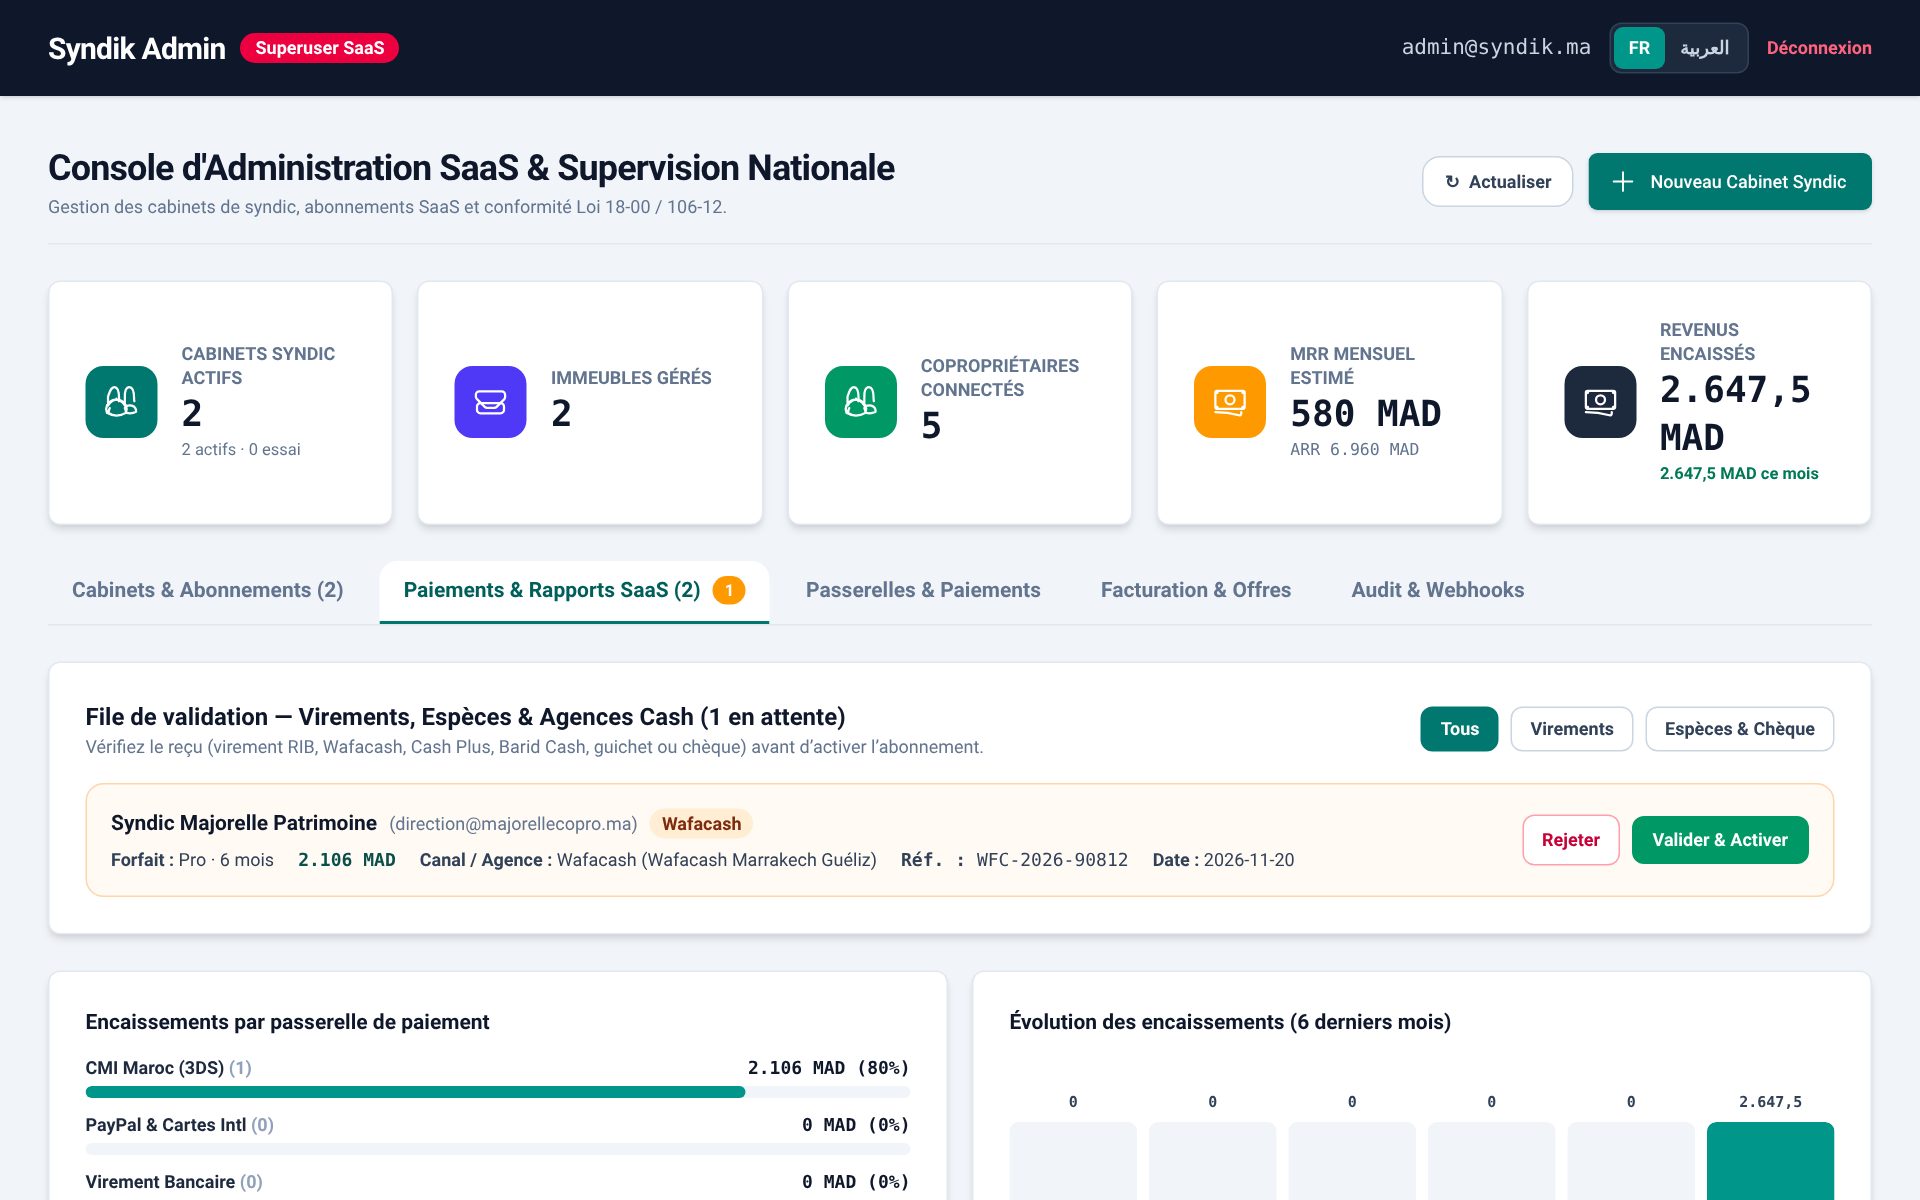 Syndik Admin Superuser SaaS admin@syndik.ma FR العربية Déconnexion
Console d'Administration SaaS & Supervision Nationale
Gestion des cabinets de syndic, abonnements SaaS et conformité Loi 18-00 / 106-12.
↻ Actualiser
+ Nouveau Cabinet Syndic
CABINETS SYNDIC
ACTIFS
2
2 actifs · 0 essai
IMMEUBLES GÉRÉS
2
COPROPRIÉTAIRES
CONNECTÉS
5
MRR MENSUEL
ESTIMÉ
580 MAD
ARR 6.960 MAD
REVENUS
ENCAISSÉS
2.647,5
MAD
2.647,5 MAD ce mois
Cabinets & Abonnements (2) Paiements & Rapports SaaS (2) 1 Passerelles & Paiements Facturation & Offres Audit & Webhooks
File de validation — Virements, Espèces & Agences Cash (1 en attente)
Vérifiez le reçu (virement RIB, Wafacash, Cash Plus, Barid Cash, guichet ou chèque) avant d’activer l’abonnement.
Tous Virements Espèces & Chèque
Syndic Majorelle Patrimoine (direction@majorellecopro.ma) Wafacash
Forfait : Pro · 6 mois 2.106 MAD Canal / Agence : Wafacash (Wafacash Marrakech Guéliz) Réf. : WFC-2026-90812 Date : 2026-11-20
Rejeter Valider & Activer
Encaissements par passerelle de paiement
CMI Maroc (3DS) (1) 2.106 MAD (80%)
PayPal & Cartes Intl (0) 0 MAD (0%)
Virement Bancaire (0) 0 MAD (0%)
Évolution des encaissements (6 derniers mois)
0 0 0 0 0 2.647,5